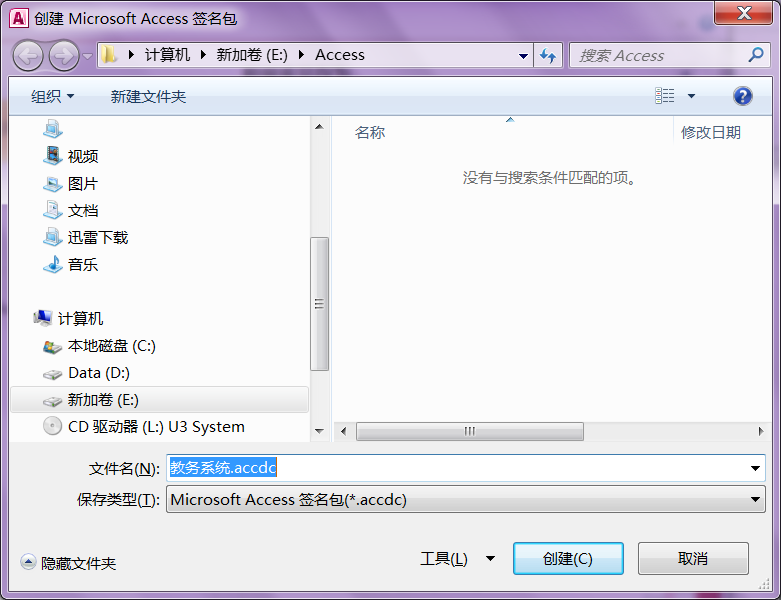 创建 Microsoft Access 签名包
计算机 新加卷 (E:) Access
搜索 Access
组织 新建文件夹
名称 修改日期
没有与搜索条件匹配的项。
视频
图片
文档
迅雷下载
音乐
计算机
本地磁盘 (C:)
Data (D:)
新加卷 (E:)
CD 驱动器 (L:) U3 System
文件名(N): 教务系统.accdc
保存类型(T): Microsoft Access 签名包(*.accdc)
隐藏文件夹 工具(L) 创建(C) 取消